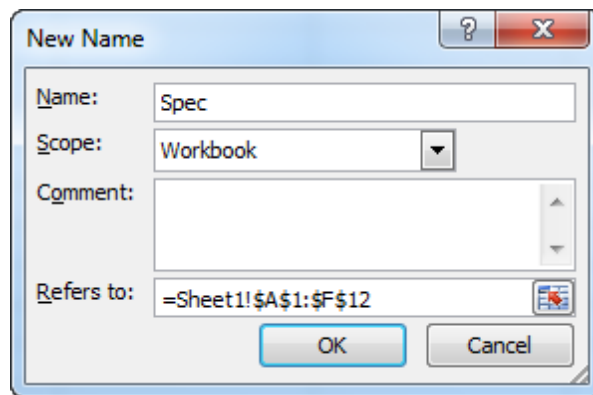 New Name
Name: Spec
Scope: Workbook
Comment:
Refers to: =Sheet1!$A$1:$F$12
OK Cancel